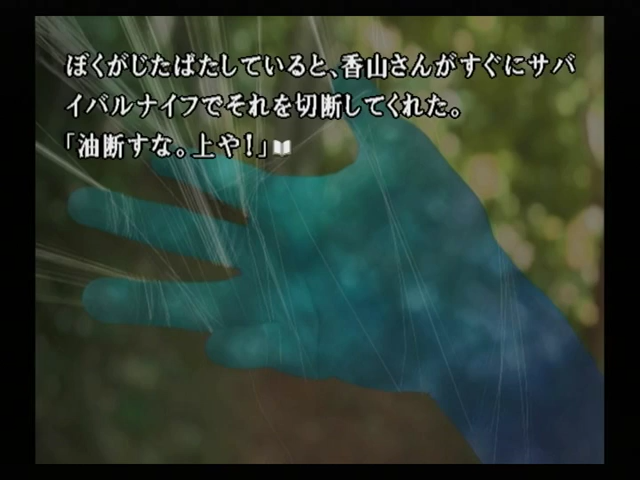 ぼくがじたばたしていると、香山さんがすぐにサバ
イバルナイフでそれを切断してくれた。
「油断すな。上や!」